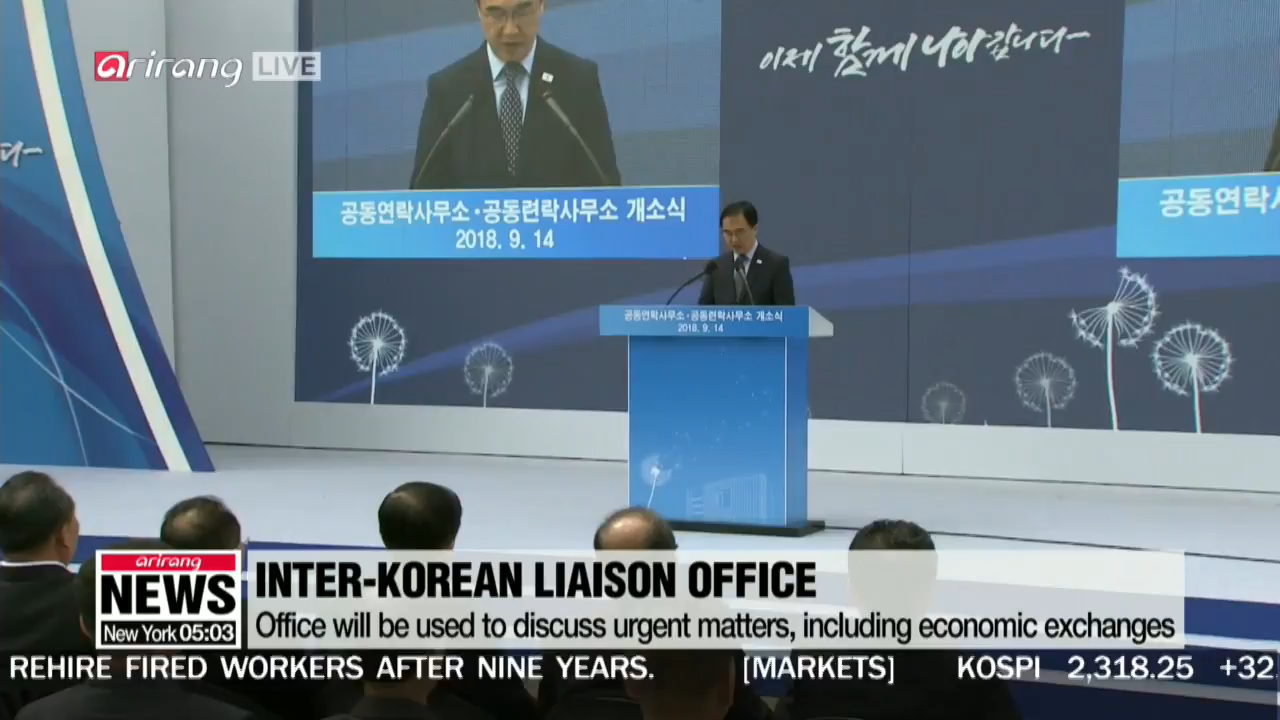 arirang LIVE
이제 함께 나아갑니다
다
공동연락사무소·공동련락사무소 개소식
2018. 9. 14
공동연락사
공동연락사무소·공동련락사무소 개소식
2018. 9. 14
arirang
NEWS
New York 05:03
INTER-KOREAN LIAISON OFFICE
Office will be used to discuss urgent matters, including economic exchanges
REHIRE FIRED WORKERS AFTER NINE YEARS. [MARKETS] KOSPI 2,318.25 +32